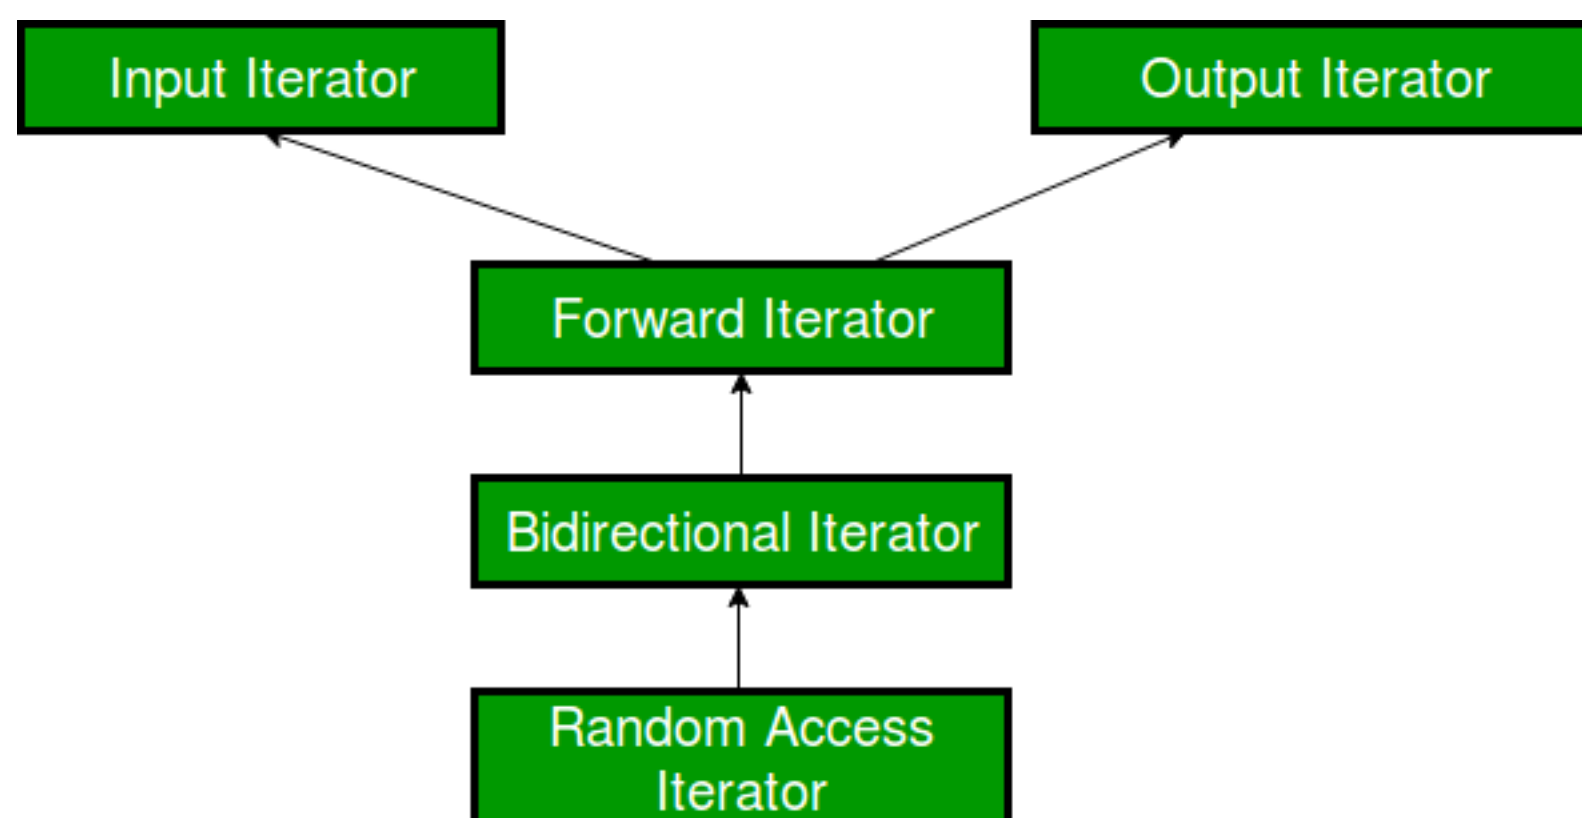 Input Iterator
Output Iterator
Forward Iterator
Bidirectional Iterator
Random Access
Iterator